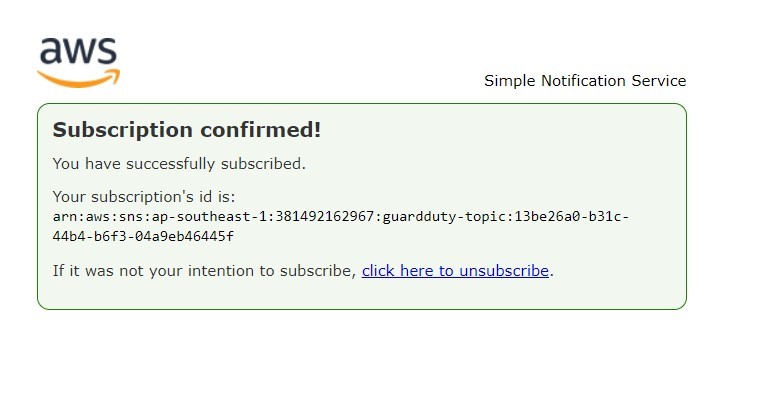 aws
Simple Notification Service
Subscription confirmed!
You have successfully subscribed.
Your subscription's id is:
arn:aws:sns:ap-southeast-1:381492162967:guardduty-topic:13be26a0-b31c-
44b4-b6f3-04a9eb46445f
If it was not your intention to subscribe, click here to unsubscribe.